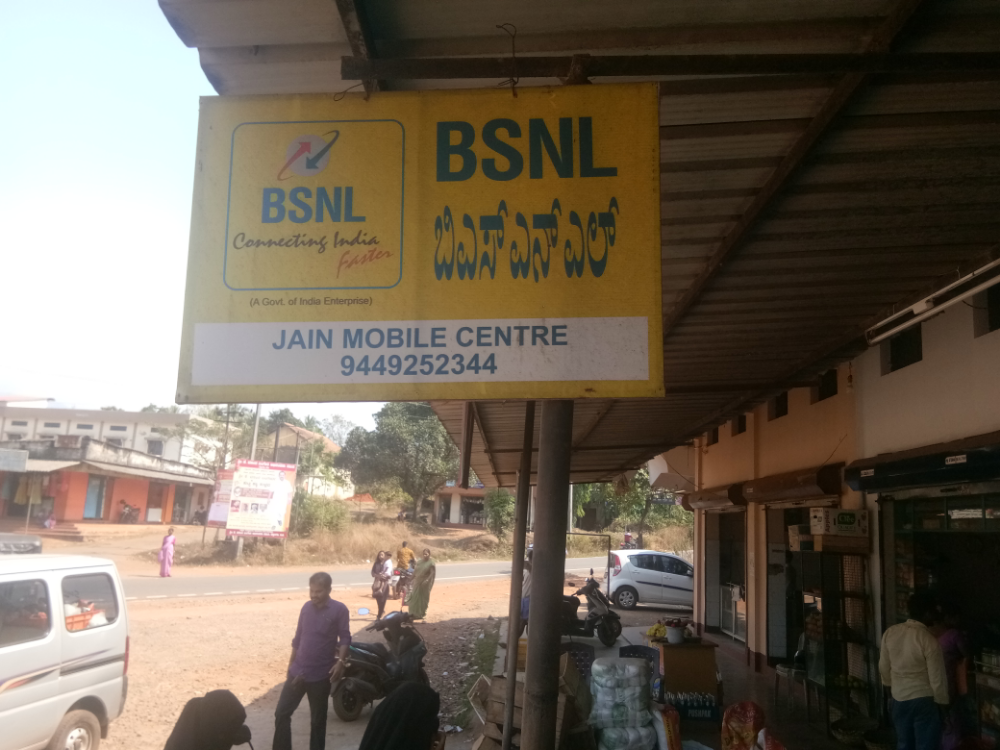 BSNL
Connecting India
Faster
(A Govt. of India Enterprise)
BSNL
ಬಿಎಸ್ಎನ್ಎಲ್
JAIN MOBILE CENTRE
9449252344